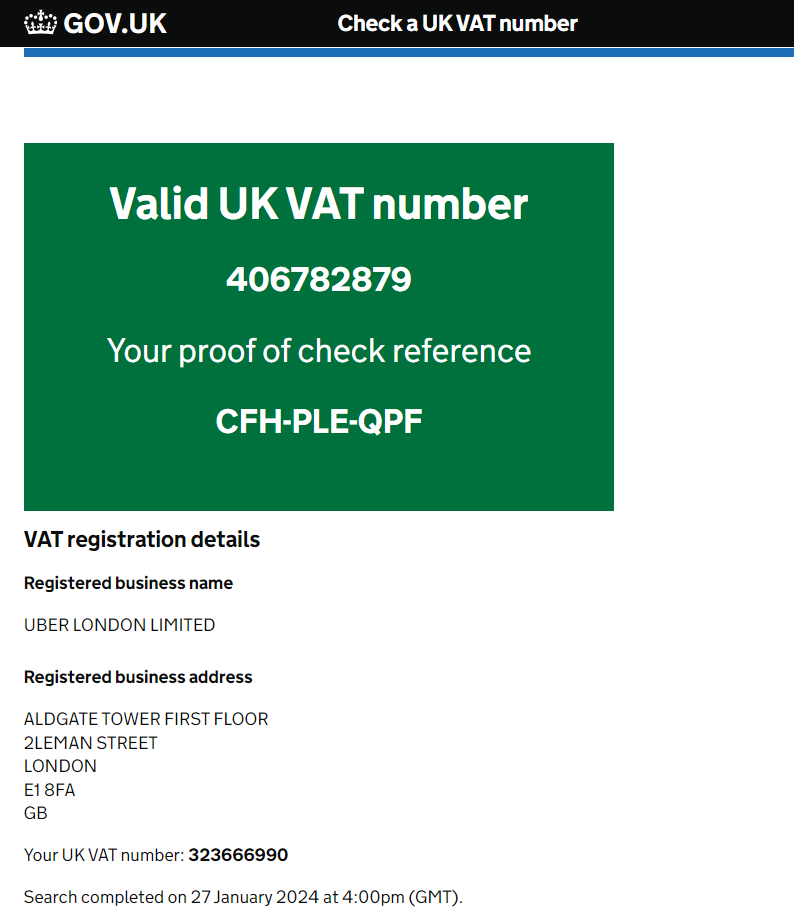 GOV.UK
Check a UK VAT number
Valid UK VAT number
406782879
Your proof of check reference
CFH-PLE-QPF
VAT registration details
Registered business name
UBER LONDON LIMITED
Registered business address
ALDGATE TOWER FIRST FLOOR
2LEMAN STREET
LONDON
E1 8FA
GB
Your UK VAT number: 323666990
Search completed on 27 January 2024 at 4:00pm (GMT).